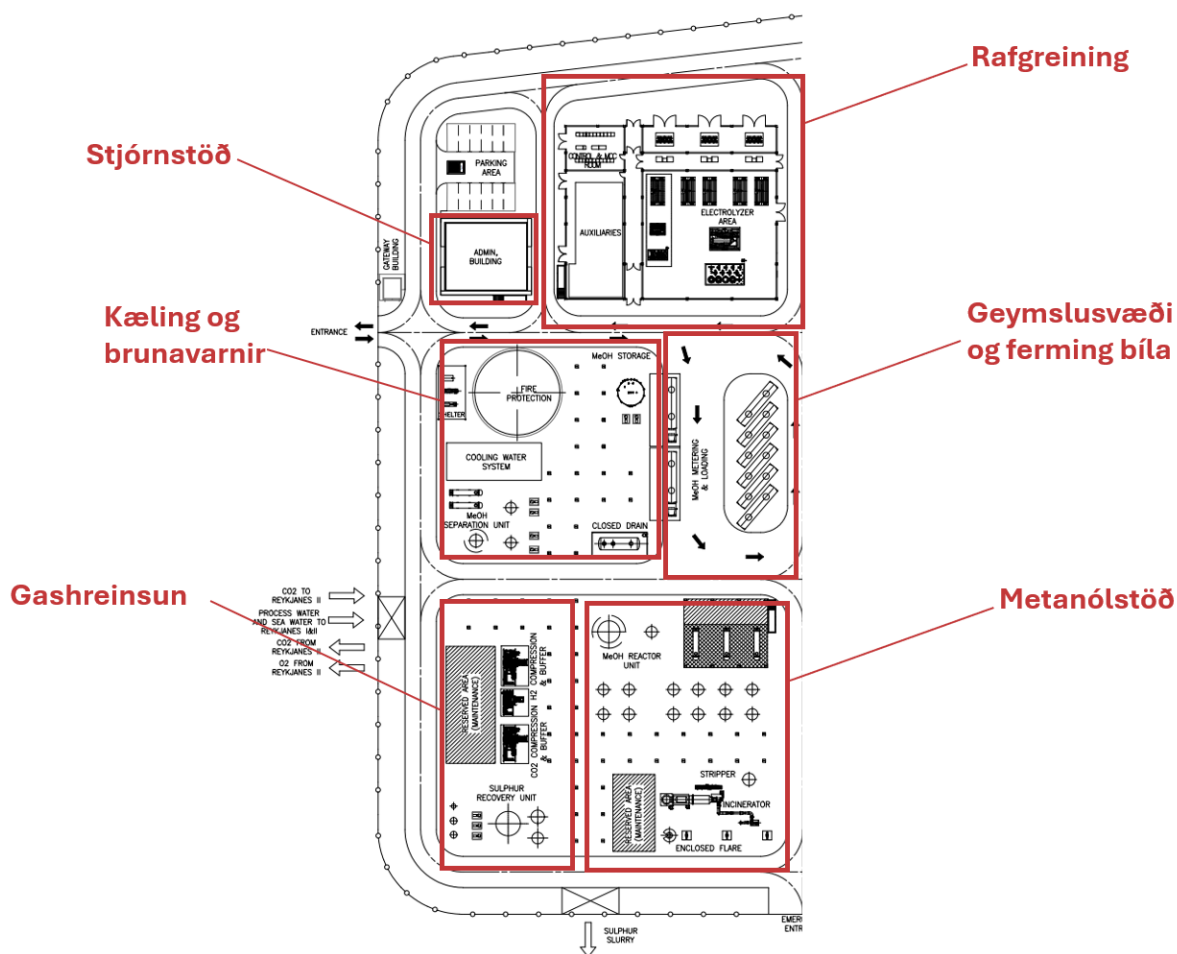 Rafgreining
Stjórnstöð
PARKING
AREA
CONTROL & MCC
ROOM
ELECTROLYZER
AREA
AUXILIARIES
ADMIN,
BUILDING
GATEWAY
BUILDING
Kæling og
brunavarnir
Geymslusvæði
og ferming bíla
ENTRANCE
MeOH STORAGE
FIRE
PROTECTION
SHELTER
COOLING WATER
SYSTEM
MeOH METERING
& LOADING
MeOH
SEPARATION UNIT
CLOSED DRAIN
Gashreinsun
Metanólstöð
CO2 TO
REYKJANES II
PROCESS WATER
AND SEA WATER TO
REYKJANES I&II
CO2 FROM
REYKJANES II
O2 FROM
REYKJANES II
RESERVED AREA
(MAINTENANCE)
H2 COMPRESSION
& BUFFER
CO2 COMPRESSION
& BUFFER
MeOH REACTOR
UNIT
SULPHUR
RECOVERY UNIT
STRIPPER
INCINERATOR
RESERVED AREA
(MAINTENANCE)
ENCLOSED FLARE
SULPHUR
SLURRY
EMER
ENTR